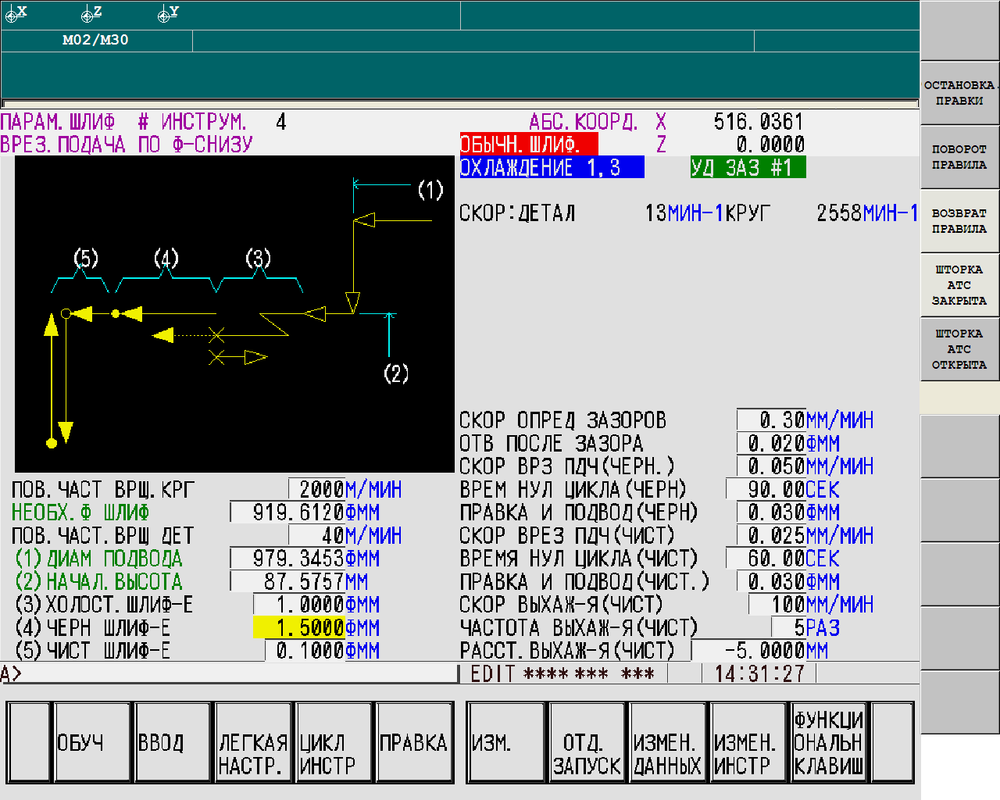 X Z Y
M02/M30
ПАРАМ.ШЛИФ # ИНСТРУМ. 4
АБС.КООРД. X 516.0361
ВРЕЗ.ПОДАЧА ПО Ф-СНИЗУ
ОБЫЧН.ШЛИФ. Z 0.0000
ОХЛАЖДЕНИЕ 1,3 УД ЗАЗ #1
СКОР:ДЕТАЛ 13МИН-1КРУГ 2558МИН-1
(1)
(5) (4) (3)
(2)
ПОВ.ЧАСТ ВРЩ.КРГ 2000М/МИН
НЕОБХ.Ф ШЛИФ 919.6120ФММ
ПОВ.ЧАСТ.ВРЩ ДЕТ 40М/МИН
(1)ДИАМ ПОДВОДА 979.3453ФММ
(2)НАЧАЛ.ВЫСОТА 87.5757ММ
(3)ХОЛОСТ.ШЛИФ-Е 1.0000ФММ
(4)ЧЕРН ШЛИФ-Е 1.5000ФММ
(5)ЧИСТ ШЛИФ-Е 0.1000ФММ
СКОР ОПРЕД ЗАЗОРОВ 0.30ММ/МИН
ОТВ ПОСЛЕ ЗАЗОРА 0.020ФММ
СКОР ВРЗ ПДЧ(ЧЕРН.) 0.050ММ/МИН
ВРЕМ НУЛ ЦИКЛА(ЧЕРН) 90.00СЕК
ПРАВКА И ПОДВОД(ЧЕРН) 0.030ФММ
СКОР ВРЕЗ ПДЧ(ЧИСТ) 0.025ММ/МИН
ВРЕМЯ НУЛ ЦИКЛА(ЧИСТ) 60.00СЕК
ПРАВКА И ПОДВОД(ЧИСТ.) 0.030ФММ
СКОР ВЫХАЖ-Я(ЧИСТ) 100ММ/МИН
ЧАСТОТА ВЫХАЖ-Я(ЧИСТ) 5РАЗ
РАССТ.ВЫХАЖ-Я(ЧИСТ) -5.0000ММ
A>
EDIT **** *** *** 14:31:27
ОБУЧ
ВВОД
ЛЕГКАЯ
НАСТР.
ЦИКЛ
ИНСТР
ПРАВКА
ИЗМ.
ОТД.
ЗАПУСК
ИЗМЕН.
ДАННЫХ
ИЗМЕН.
ИНСТР
ФУНКЦИ
ОНАЛЬН
КЛАВИШ
ОСТАНОВКА
ПРАВКИ
ПОВОРОТ
ПРАВИЛА
ВОЗВРАТ
ПРАВИЛА
ШТОРКА
АТС
ЗАКРЫТА
ШТОРКА
АТС
ОТКРЫТА